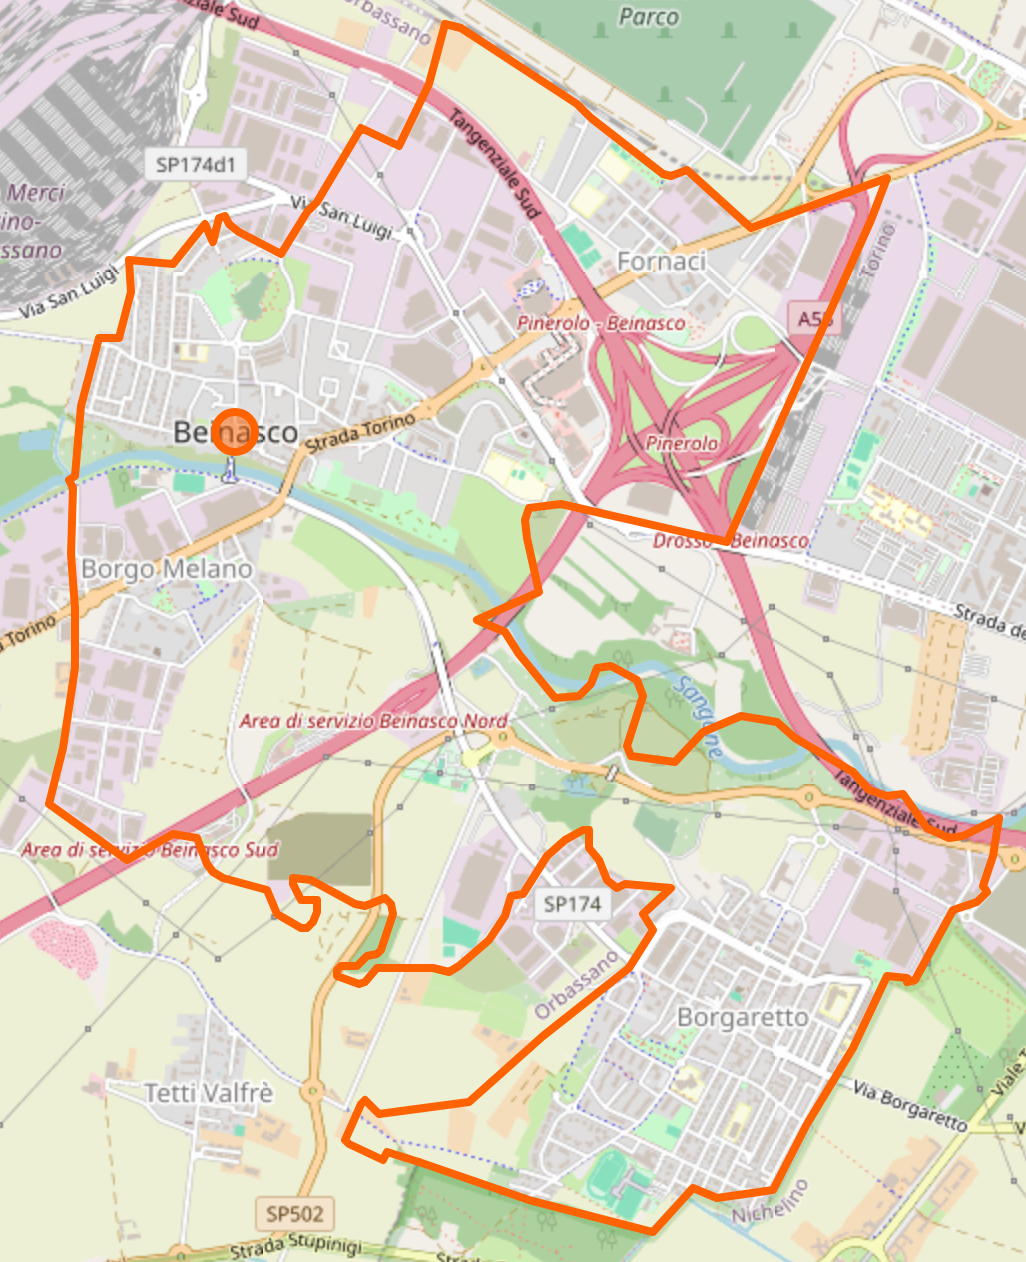 ziale Sud
Orbassano
Parco
SP174d1
Tangenziale Sud
Merci
ino-
ssano
Via San Luigi
Torino
Fornaci
Via San Luigi
Pinerolo - Beinasco
A55
Beinasco
Strada Torino
Pinerolo
Drosso - Beinasco
Borgo Melano
Strada de
a Torino
Sangone
Area di servizio Beinasco Nord
Tangenziale Sud
Area di servizio Beinasco Sud
SP174
Orbassano
Borgaretto
Tetti Valfrè
Via Borgaretto
Viale T
V
Nichelino
SP502
Strada Stupinigi
Strad